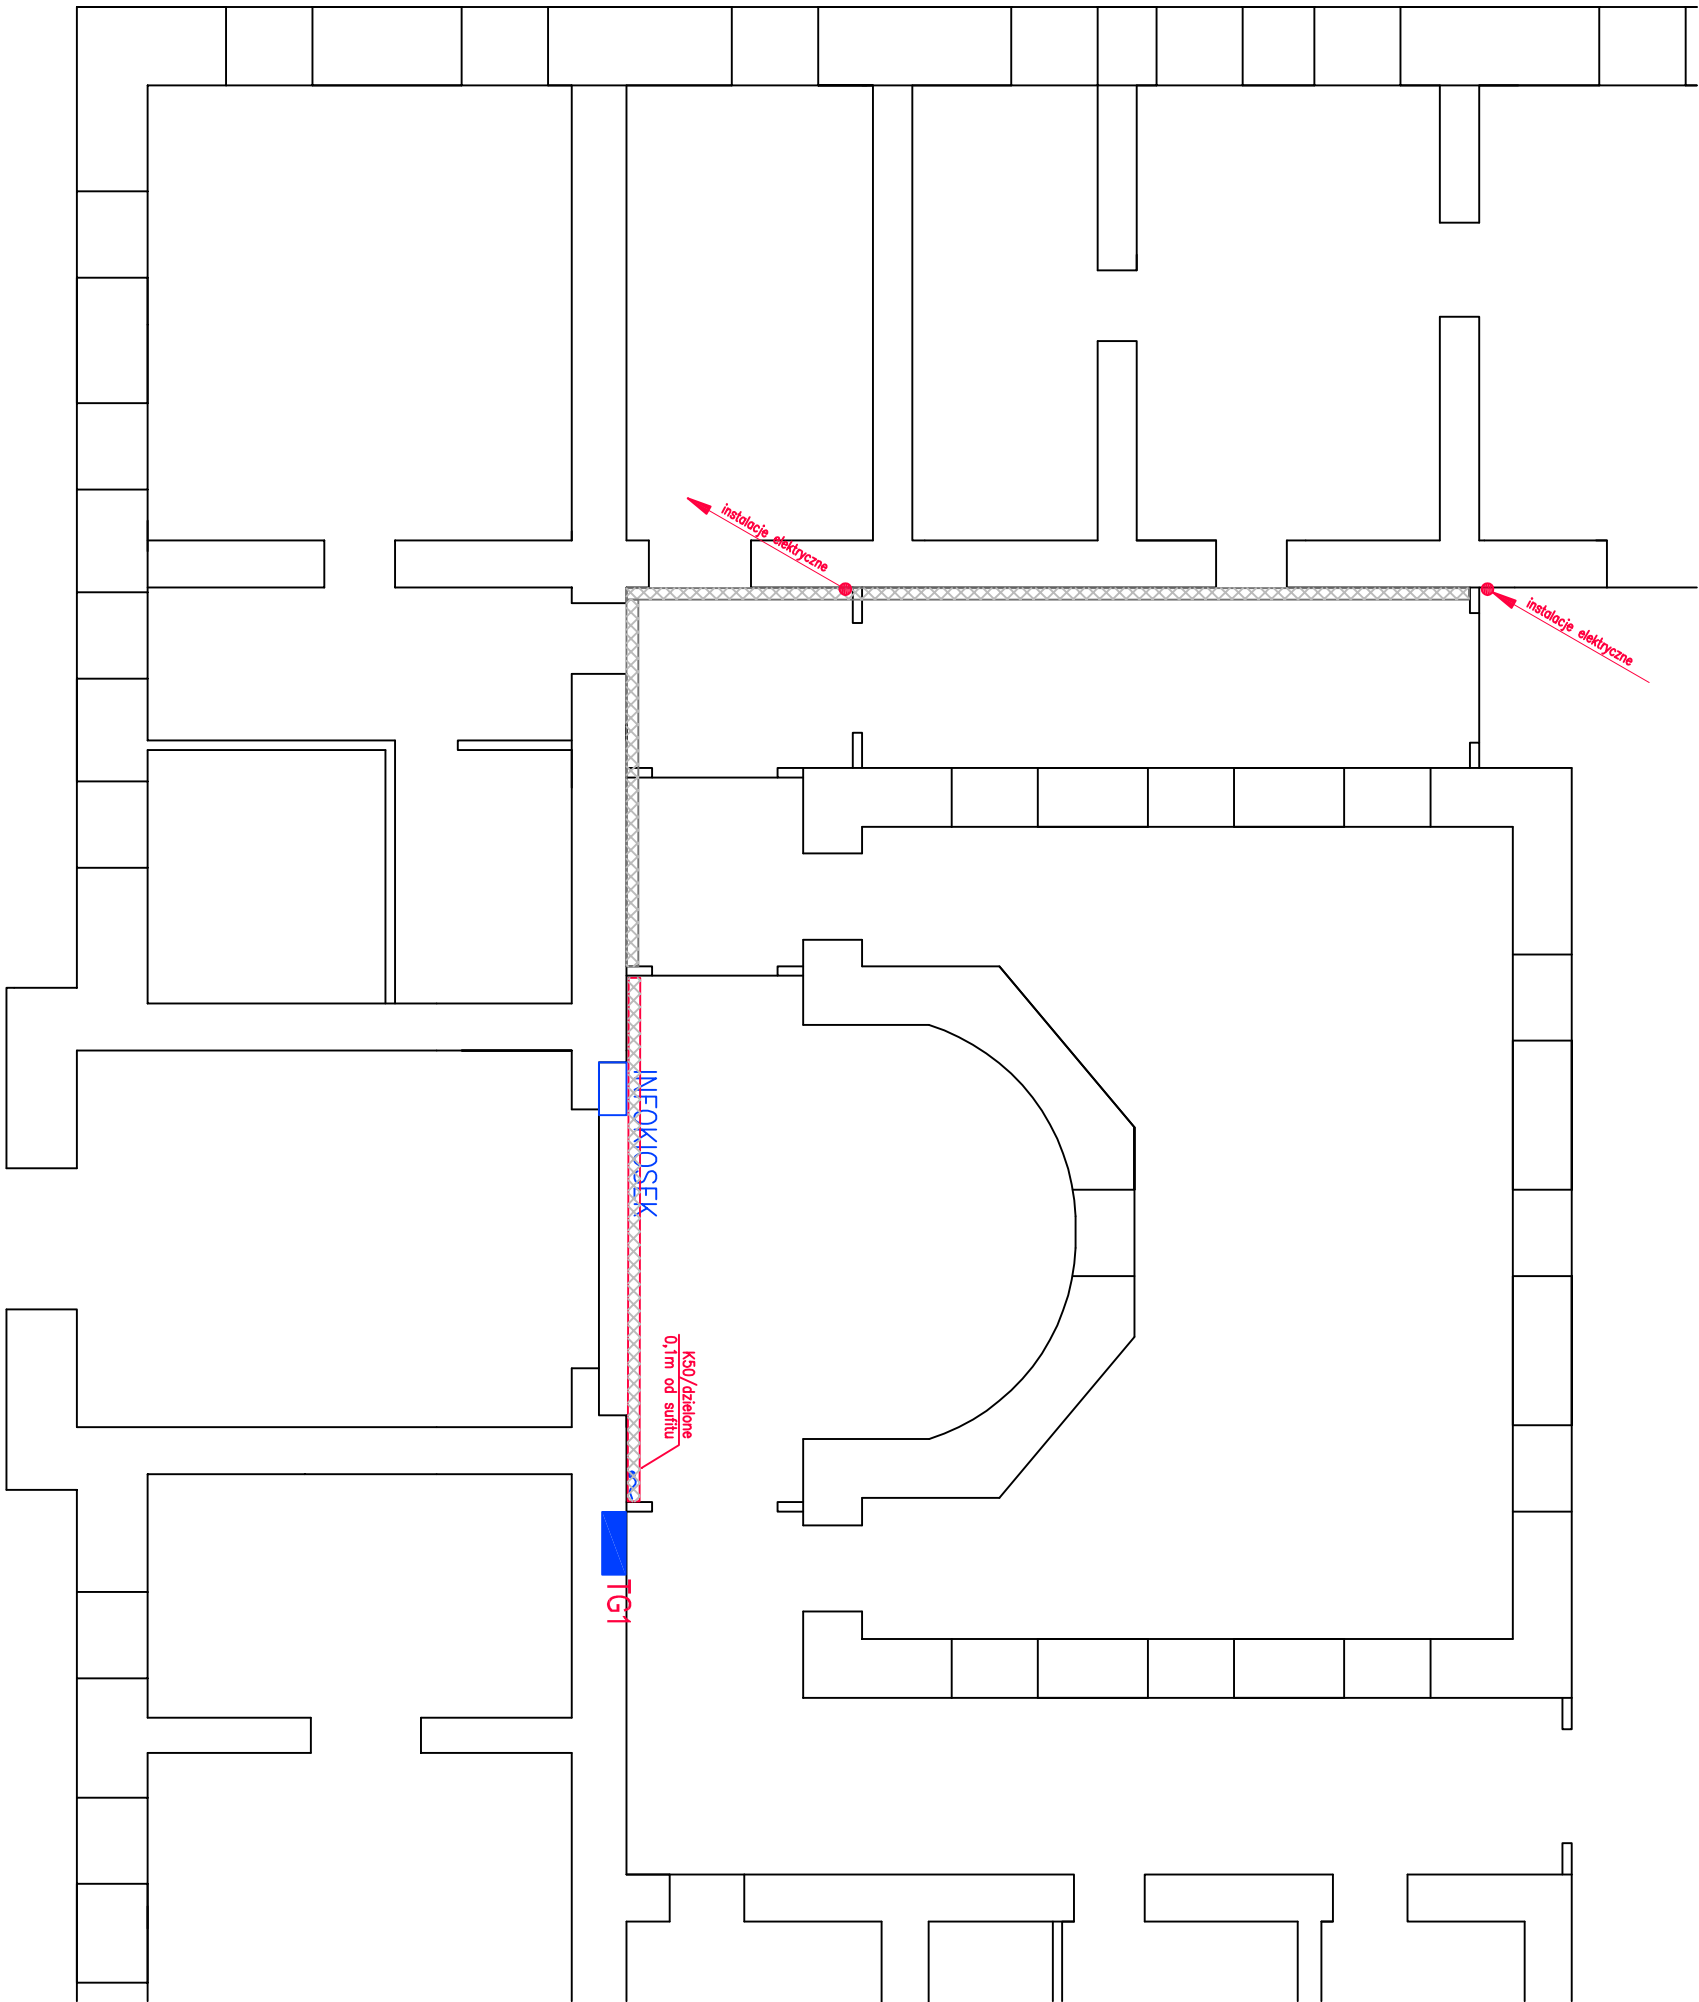 instalacje elektryczne
instalacje elektryczne
INFOKIOSEK
K50/dzielone
0,1m od sufitu
TG1